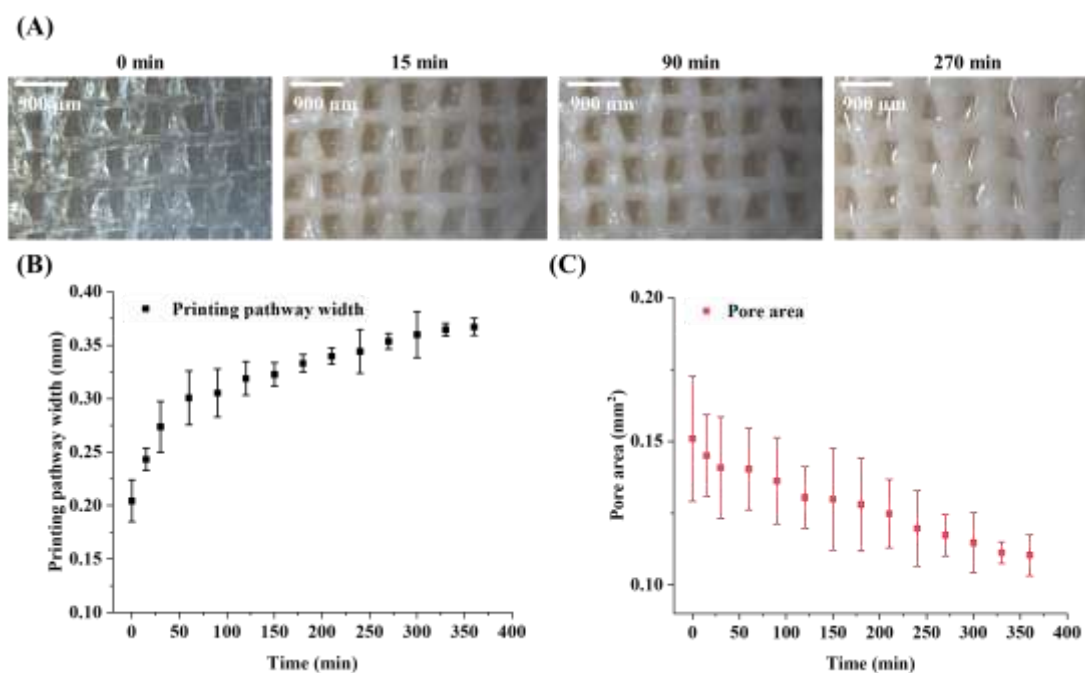 (A)
0 min 15 min 90 min 270 min
900 μm 900 μm 900 μm 900 μm
(B)
Printing pathway width
0.40
0.35
0.30
0.25
0.20
0.15
0.10
Printing pathway width (mm)
0 50 100 150 200 250 300 350 400
Time (min)
(C)
Pore area
0.20
0.15
0.10
Pore area (mm²)
0 50 100 150 200 250 300 350 400
Time (min)